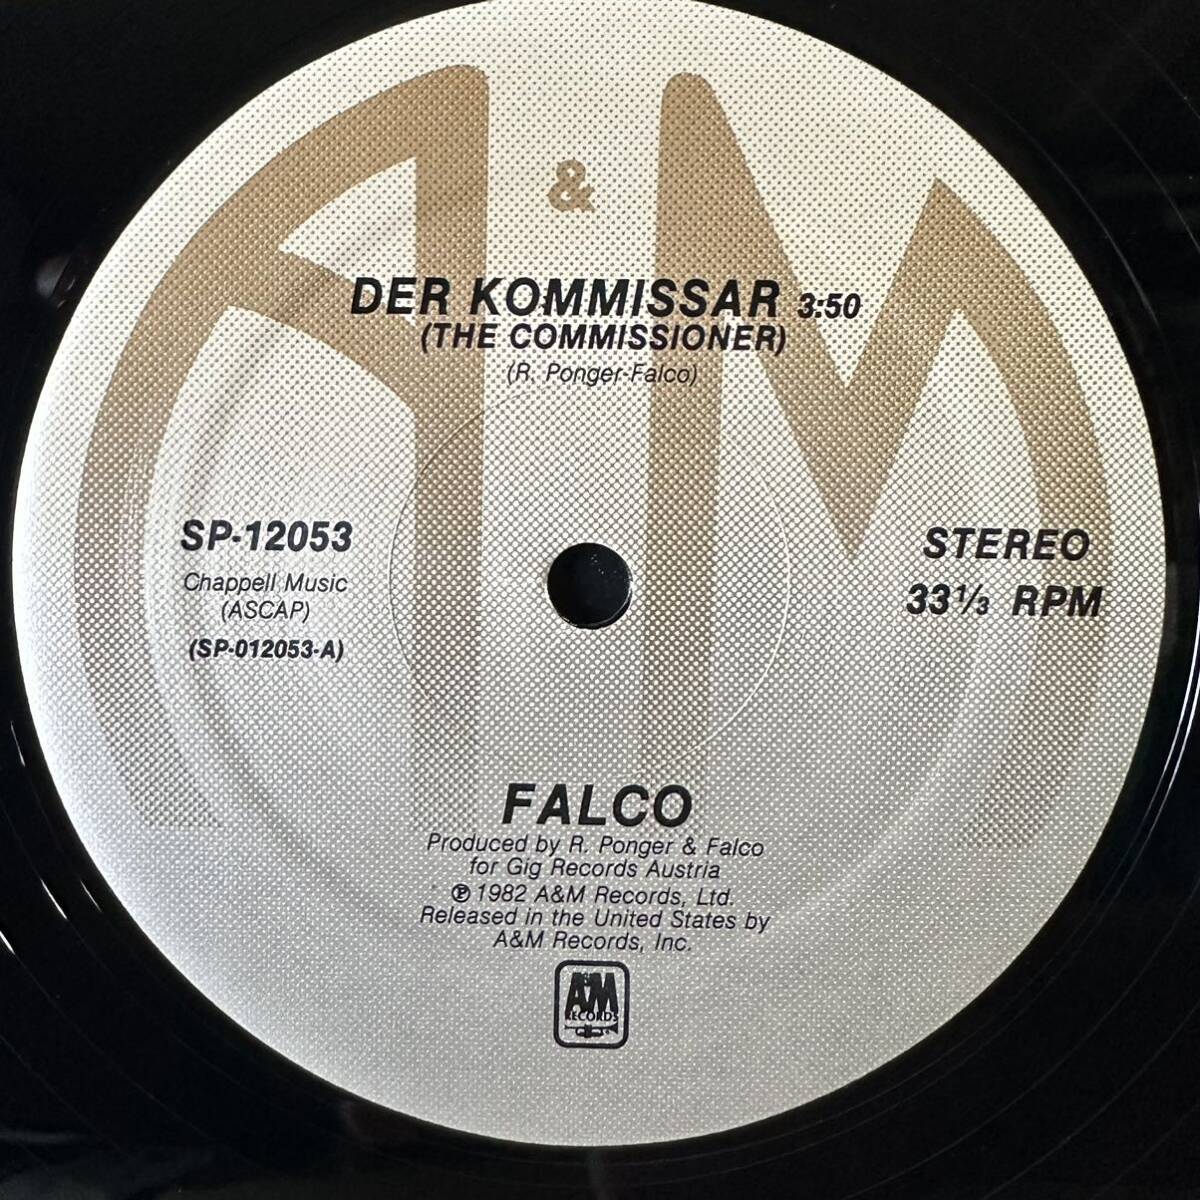 A & M
DER KOMMISSAR 3:50
(THE COMMISSIONER)
(R. Ponger-Falco)
SP-12053
Chappell Music
(ASCAP)
(SP-012053-A)
STEREO
33 1/3 RPM
FALCO
Produced by R. Ponger & Falco
for Gig Records Austria
℗ 1982 A&M Records, Ltd.
Released in the United States by
A&M Records, Inc.
A&M
RECORDS